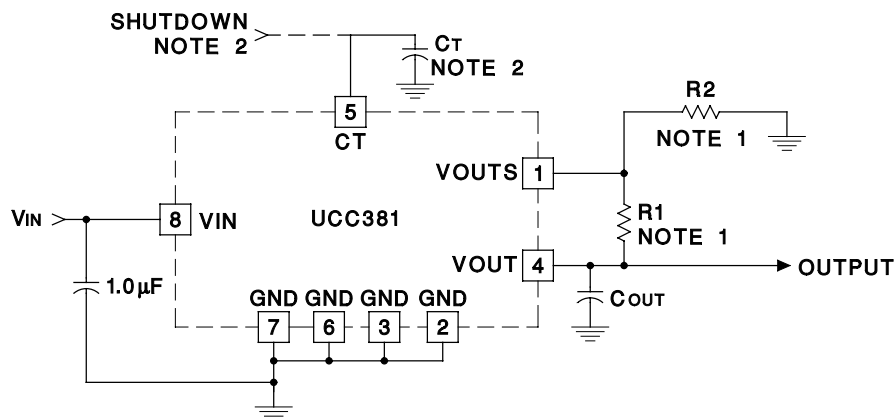 SHUTDOWN
NOTE 2
CT
NOTE 2
5
CT
R2
NOTE 1
VOUTS 1
VIN
8 VIN
UCC381
R1
NOTE 1
VOUT 4
OUTPUT
1.0µF
COUT
GND GND GND GND
7 6 3 2